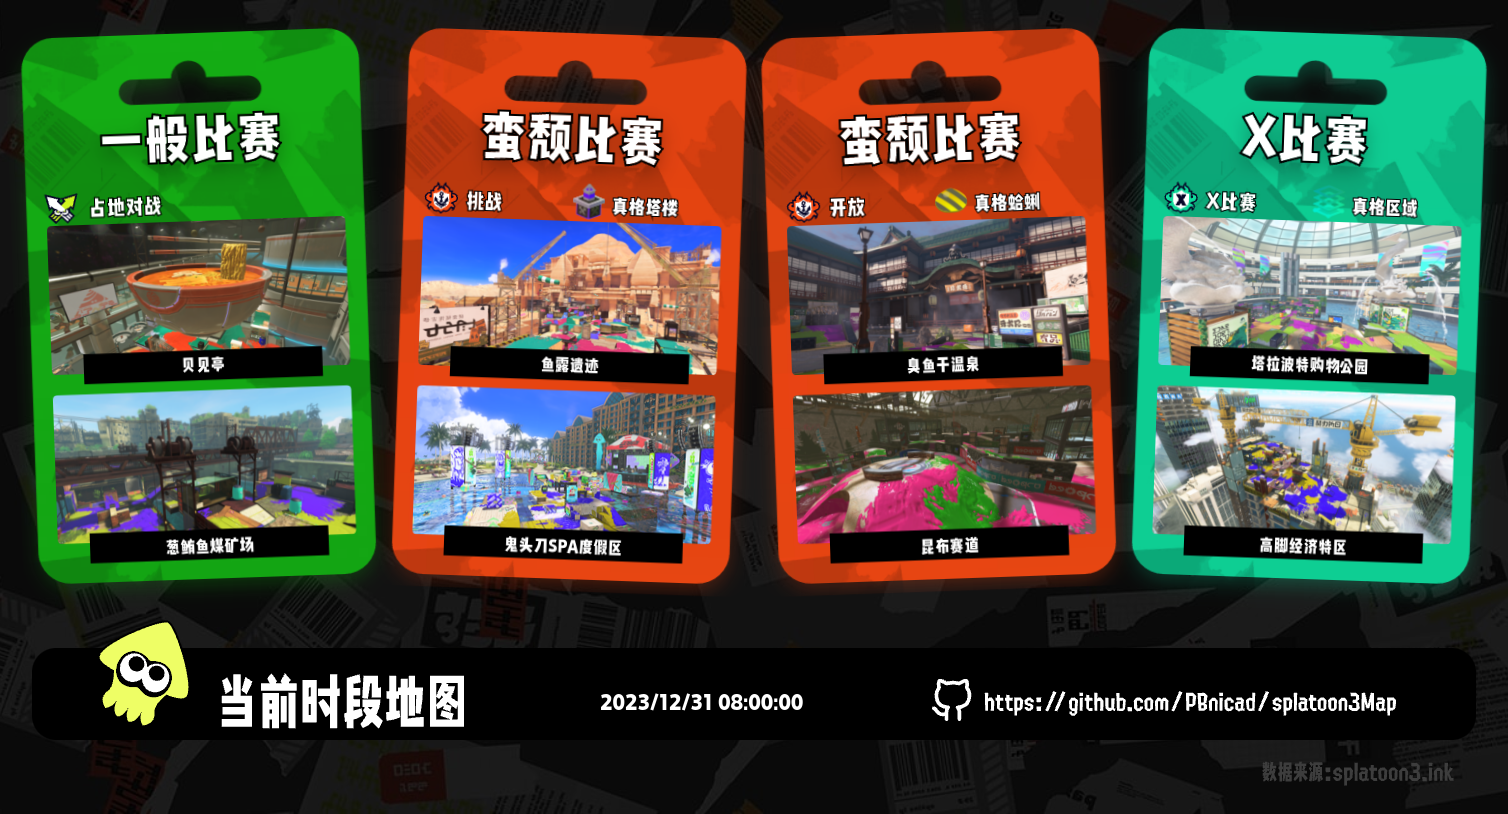 一般比赛
占地对战
贝贝亭
葱鲔鱼煤矿场
蛮颓比赛
挑战
真格塔楼
鱼露遗迹
鬼头刀SPA度假区
蛮颓比赛
开放
真格蛤蜊
臭鱼干温泉
昆布赛道
X比赛
X比赛
真格区域
塔拉波特购物公园
高脚经济特区
当前时段地图
2023/12/31 08:00:00
https://github.com/PBnicad/splatoon3Map
数据来源:splatoon3.ink